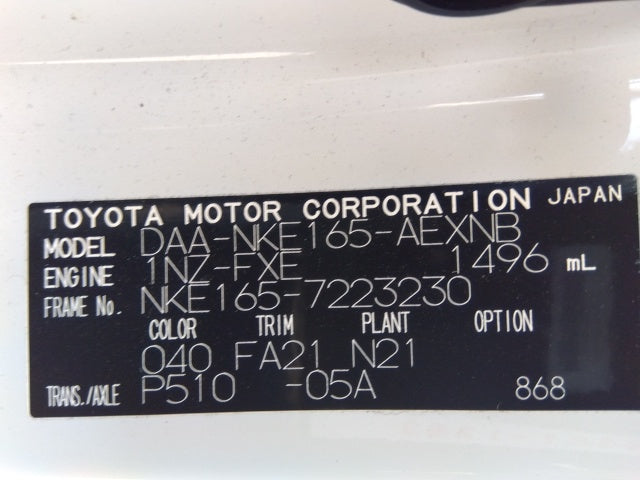 TOYOTA MOTOR CORPORATION JAPAN
MODEL DAA-NKE165-AEXNB
ENGINE 1NZ-FXE 1496 mL
FRAME No. NKE165-7223230
COLOR TRIM PLANT OPTION
040 FA21 N21
TRANS./AXLE P510 -05A 868